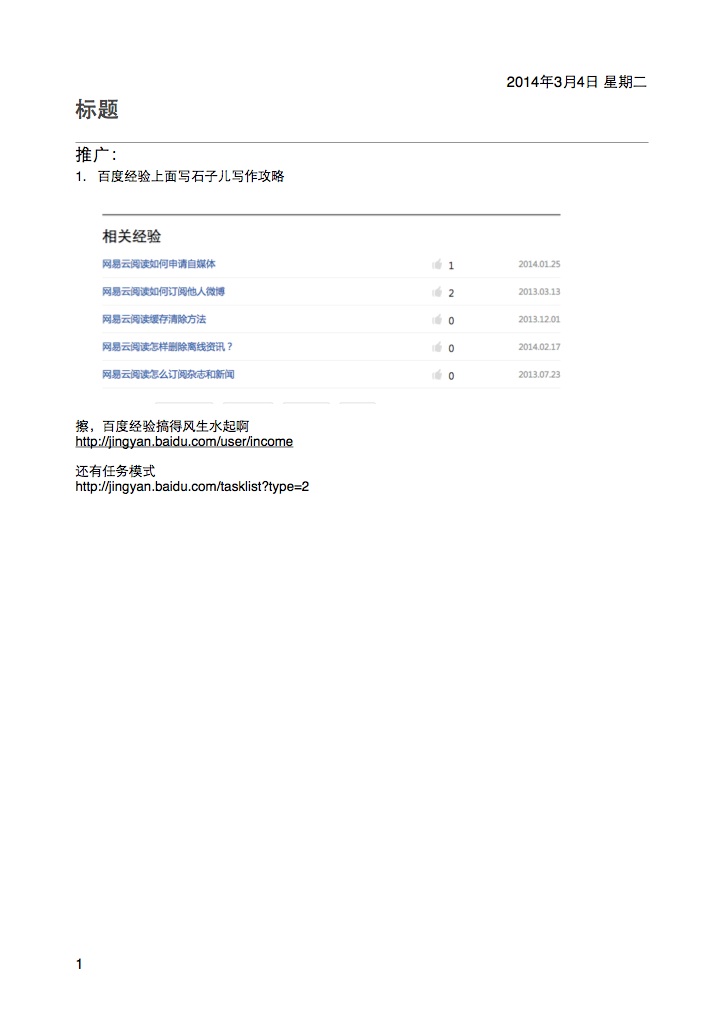 2014年3月4日 星期二
标题
推广：
1. 百度经验上面写石子儿写作攻略
相关经验
网易云阅读如何申请自媒体 1 2014.01.25
网易云阅读如何订阅他人微博 2 2013.03.13
网易云阅读缓存清除方法 0 2013.12.01
网易云阅读怎样删除离线资讯？ 0 2014.02.17
网易云阅读怎么订阅杂志和新闻 0 2013.07.23
擦，百度经验搞得风生水起啊
http://jingyan.baidu.com/user/income
还有任务模式
http://jingyan.baidu.com/tasklist?type=2
1